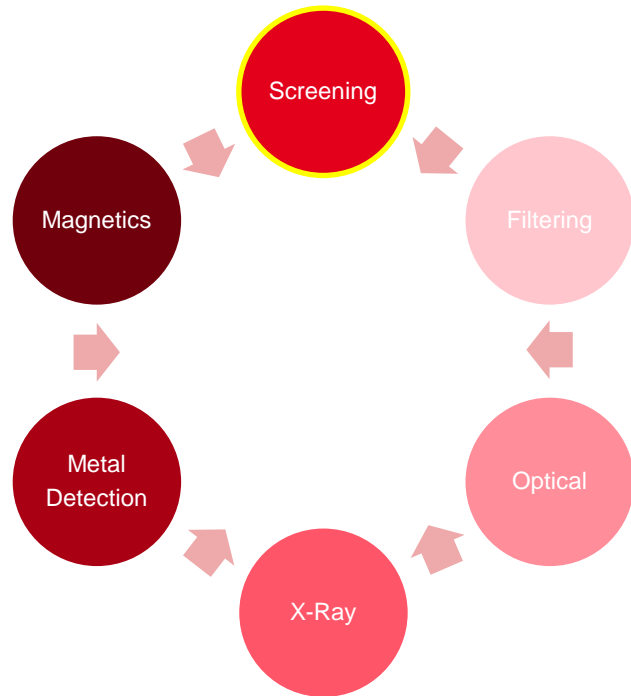 Screening
Filtering
Optical
X-Ray
Metal
Detection
Magnetics